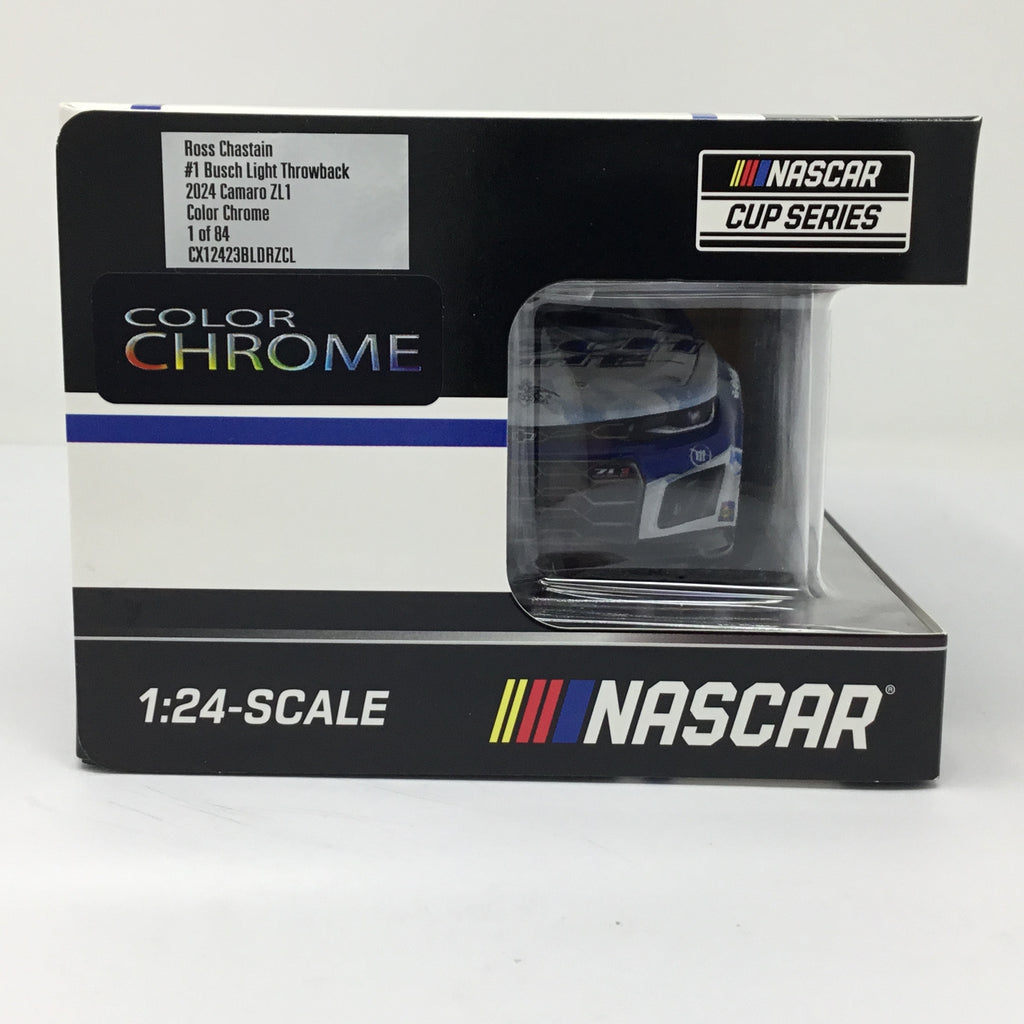 Ross Chastain
#1 Busch Light Throwback
2024 Camaro ZL1
Color Chrome
1 of 84
CX12423BLDRZCL
NASCAR
CUP SERIES
COLOR
CHROME
ZL1
1:24-SCALE
NASCAR®